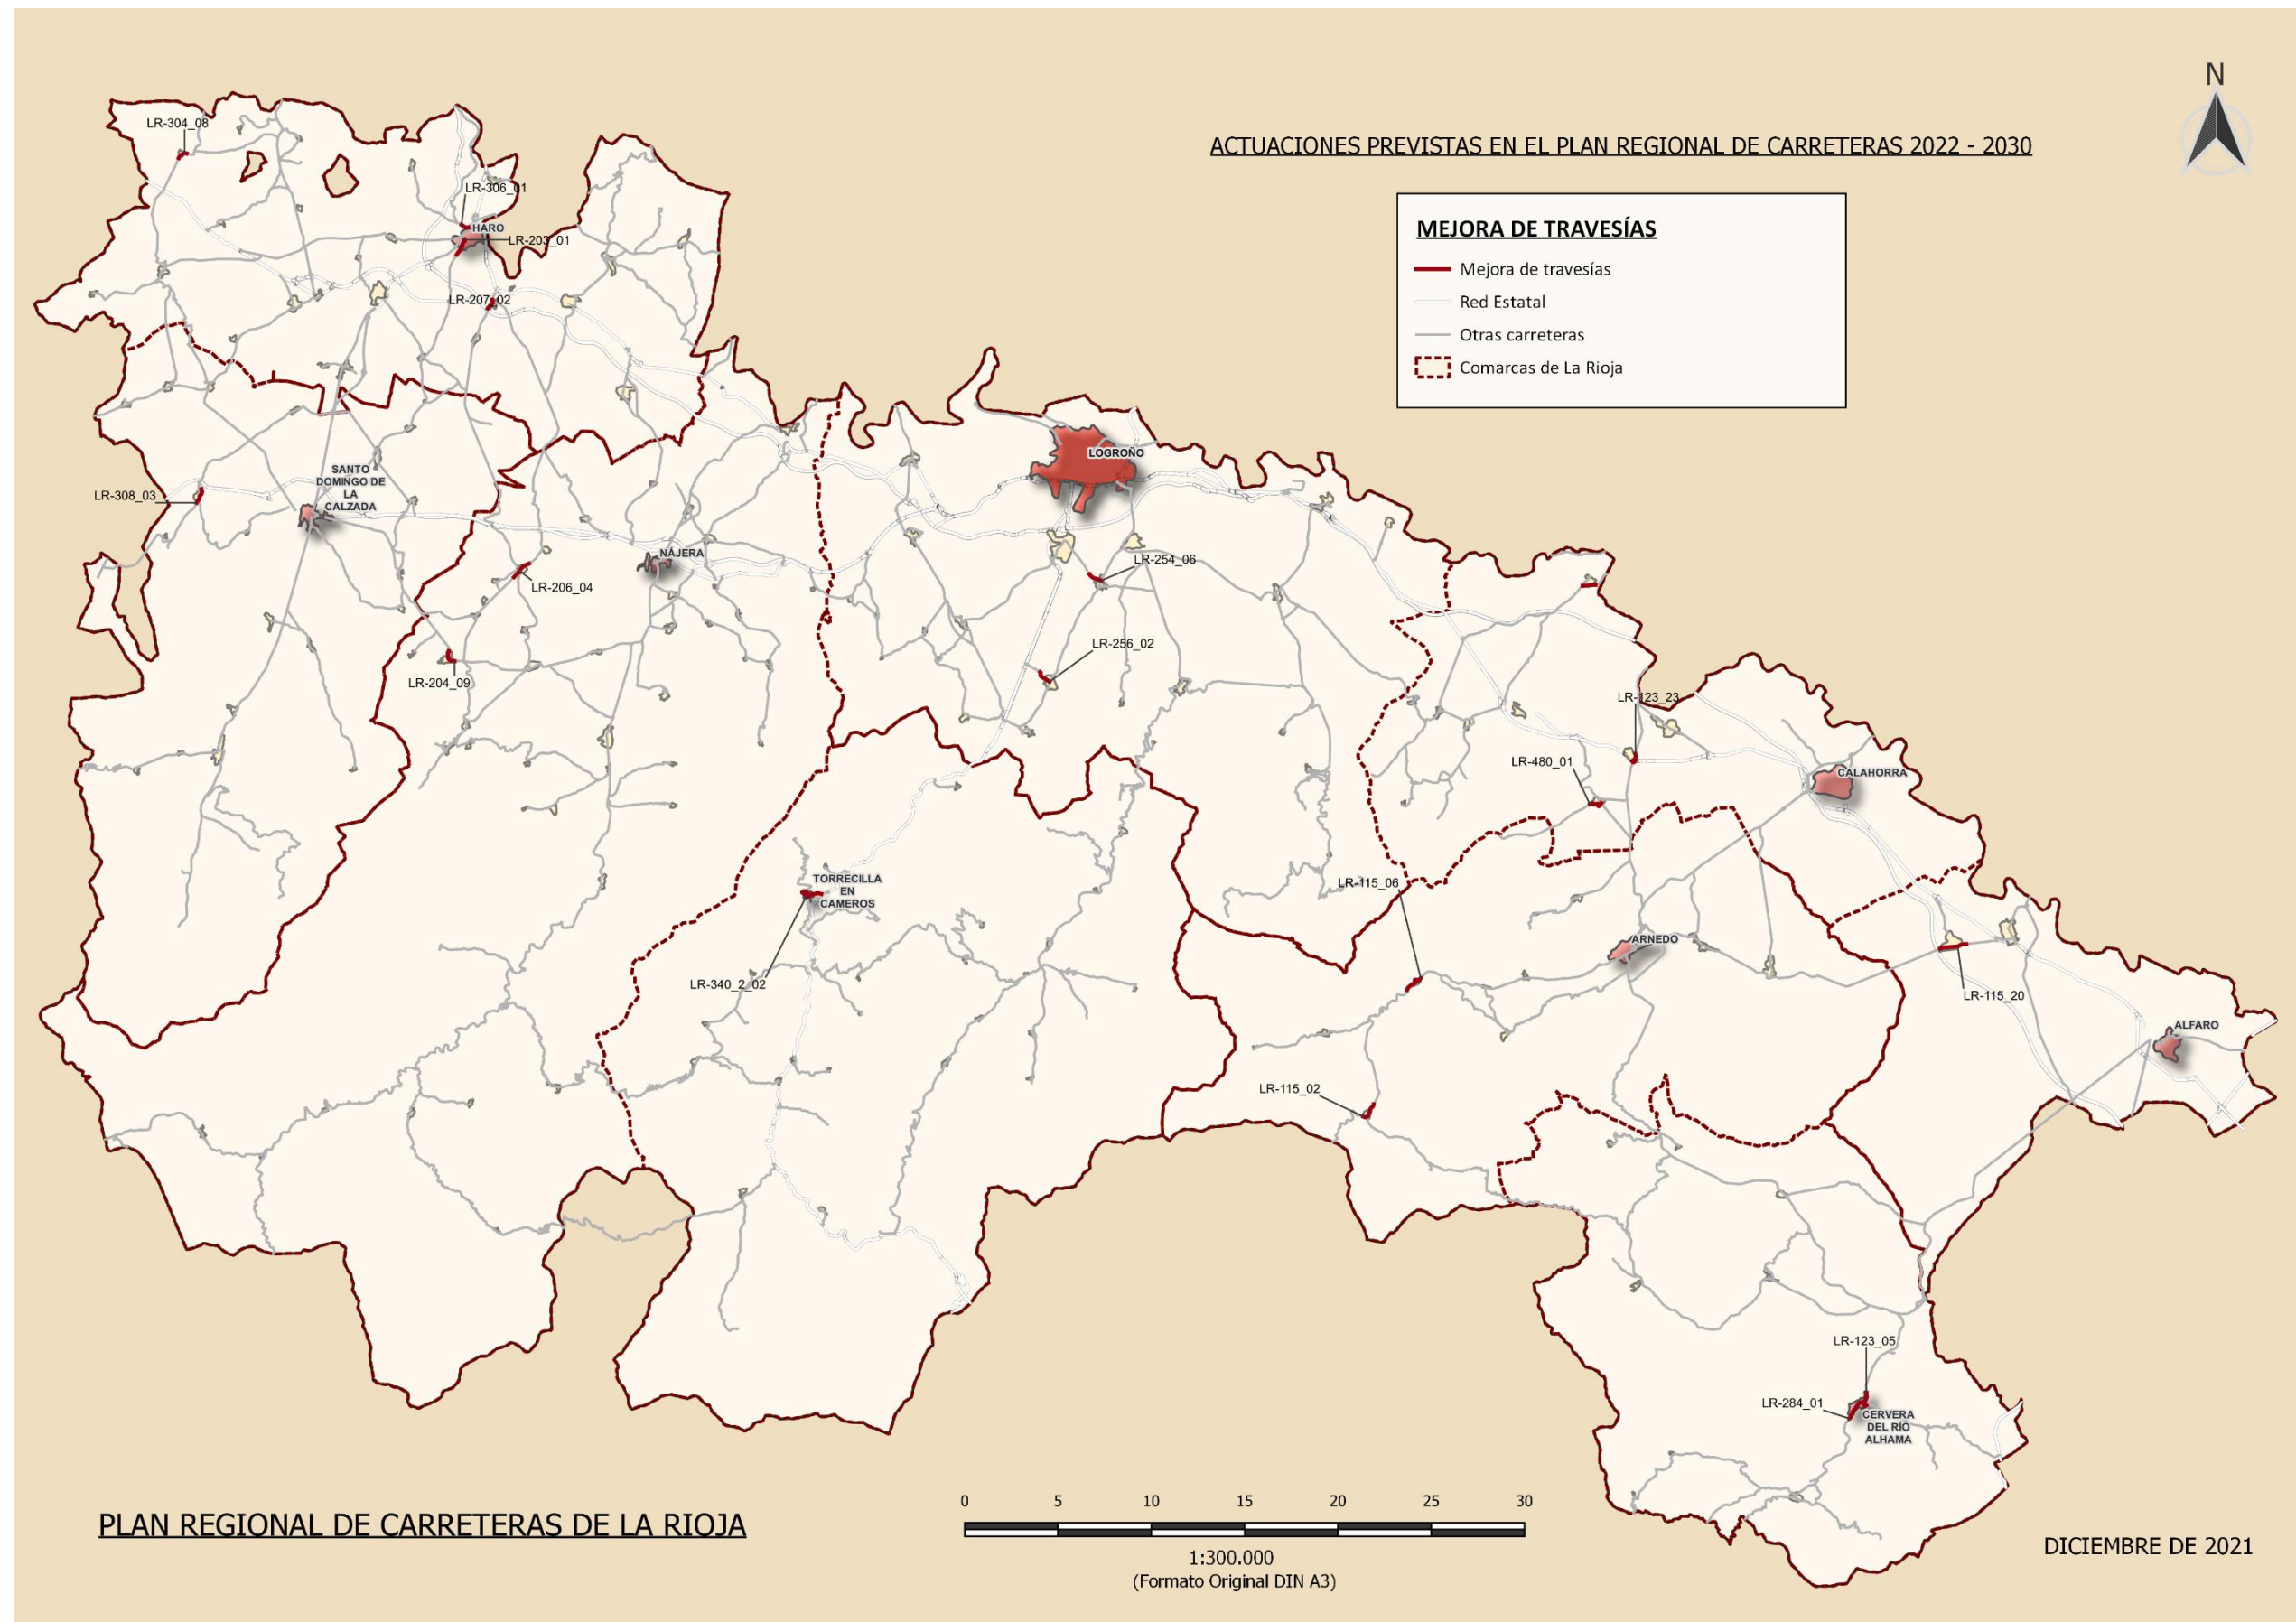 N
ACTUACIONES PREVISTAS EN EL PLAN REGIONAL DE CARRETERAS 2022 - 2030
MEJORA DE TRAVESÍAS
Mejora de travesías
Red Estatal
Otras carreteras
Comarcas de La Rioja
LR-304_08
LR-306_01
HARO
LR-203_01
LR-207_02
LOGROÑO
SANTO
DOMINGO DE
LA
CALZADA
LR-308_03
NÁJERA
LR-254_06
LR-206_04
LR-256_02
LR-204_09
LR-123_23
LR-480_01
CALAHORRA
TORRECILLA
EN
CAMEROS
LR-115_06
ARNEDO
LR-340_2_02
LR-115_20
ALFARO
LR-115_02
LR-123_05
LR-284_01
CERVERA
DEL RÍO
ALHAMA
0 5 10 15 20 25 30
1:300.000
(Formato Original DIN A3)
PLAN REGIONAL DE CARRETERAS DE LA RIOJA
DICIEMBRE DE 2021